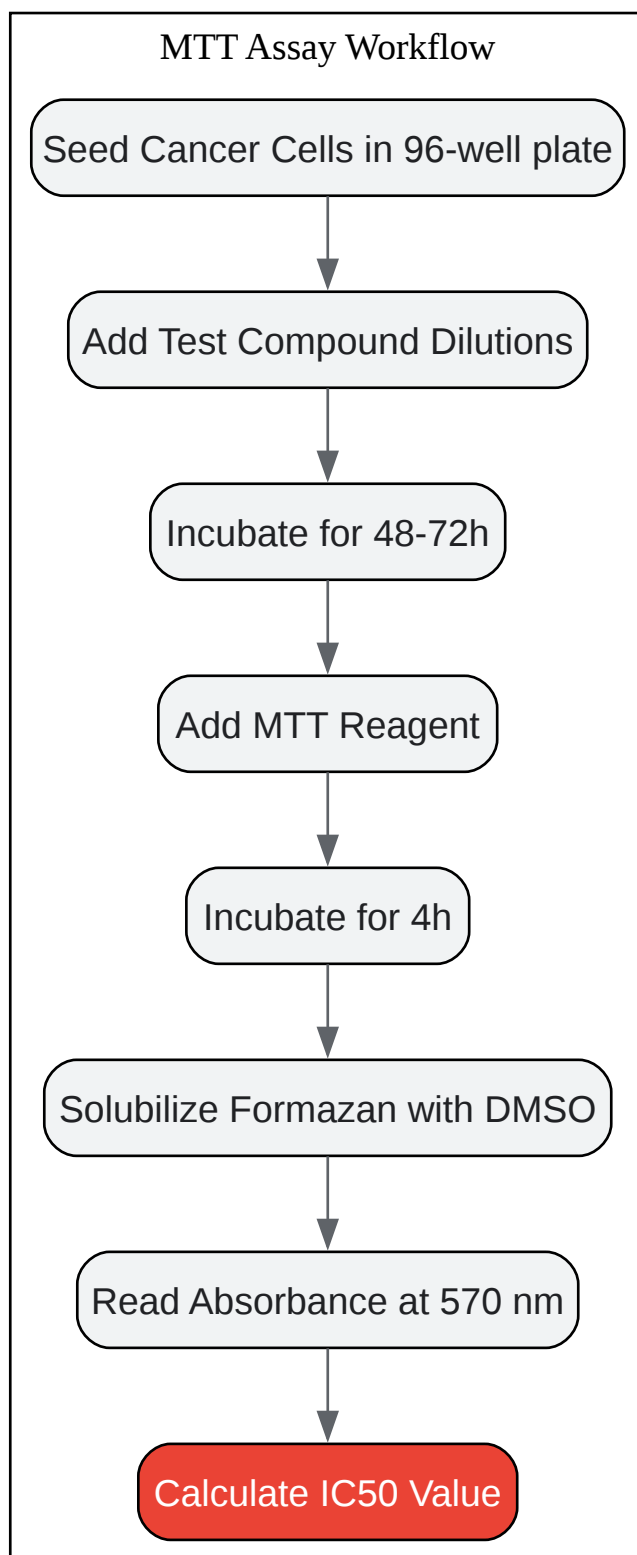 MTT Assay Workflow
Seed Cancer Cells in 96-well plate
Add Test Compound Dilutions
Incubate for 48-72h
Add MTT Reagent
Incubate for 4h
Solubilize Formazan with DMSO
Read Absorbance at 570 nm
Calculate IC50 Value